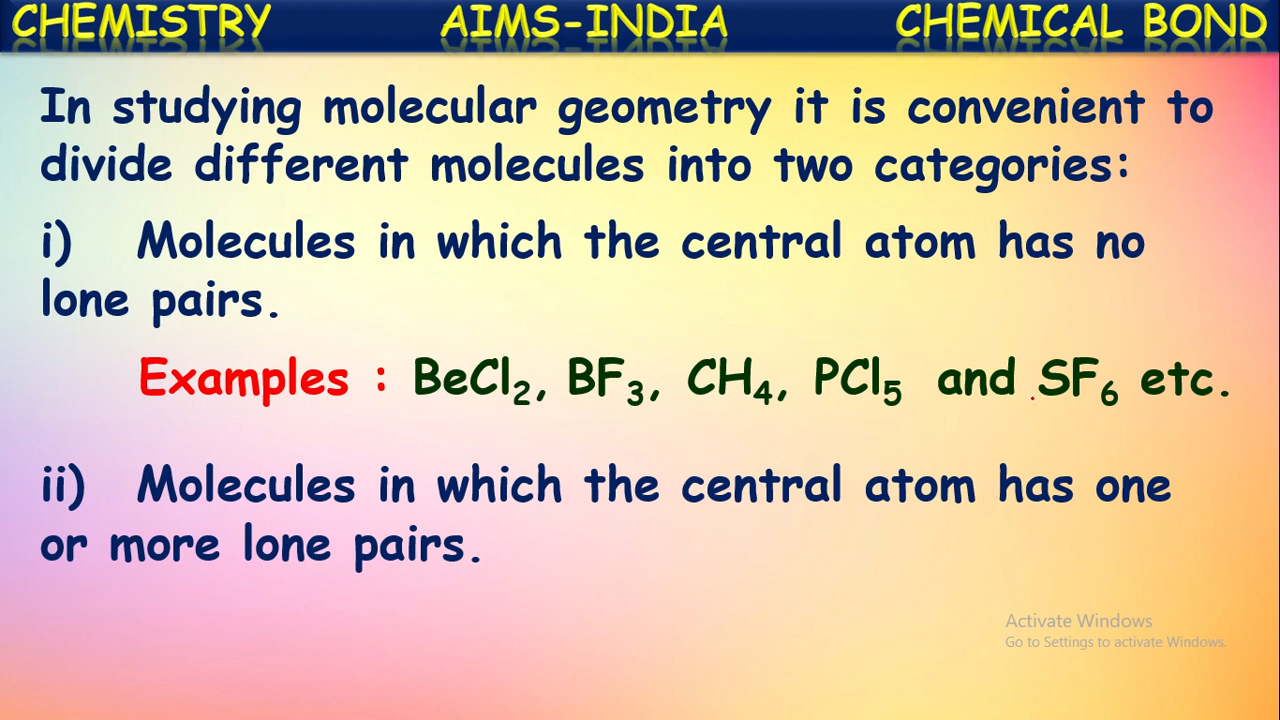 CHEMISTRY AIMS-INDIA CHEMICAL BOND
In studying molecular geometry it is convenient to
divide different molecules into two categories:
i) Molecules in which the central atom has no
lone pairs.
Examples : BeCl₂, BF₃, CH₄, PCl₅ and SF₆ etc.
ii) Molecules in which the central atom has one
or more lone pairs.
Activate Windows
Go to Settings to activate Windows.